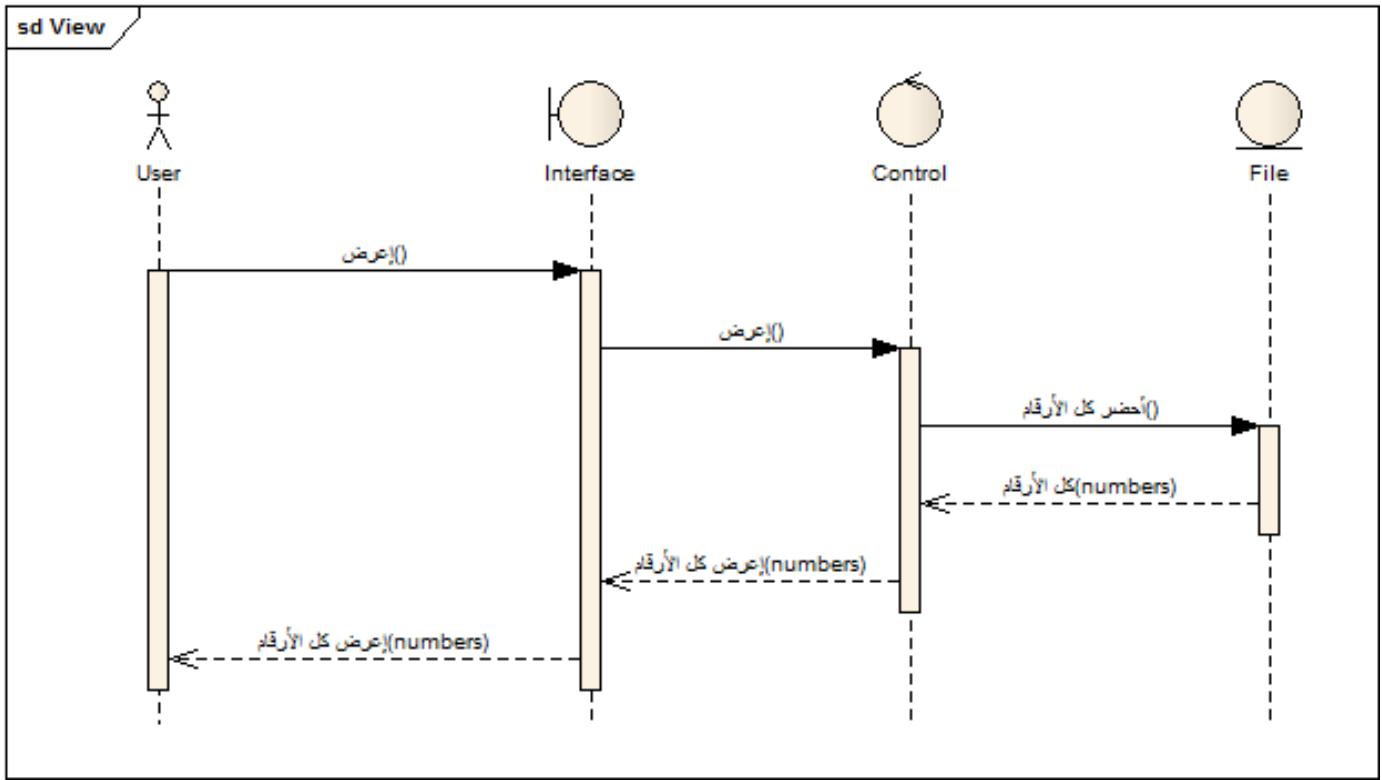 sd View
User
Interface
Control
File
إعرض()
إعرض()
أحضر كل الأرقام()
كل الأرقام(numbers)
إعرض كل الأرقام(numbers)
إعرض كل الأرقام(numbers)